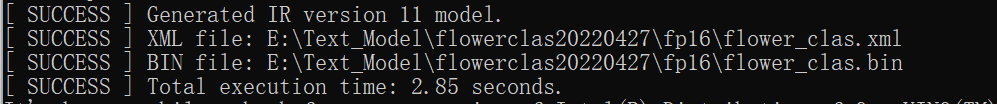 [ SUCCESS ] Generated IR version 11 model.
[ SUCCESS ] XML file: E:\Text_Model\flowerclas20220427\fp16\flower_clas.xml
[ SUCCESS ] BIN file: E:\Text_Model\flowerclas20220427\fp16\flower_clas.bin
[ SUCCESS ] Total execution time: 2.85 seconds.